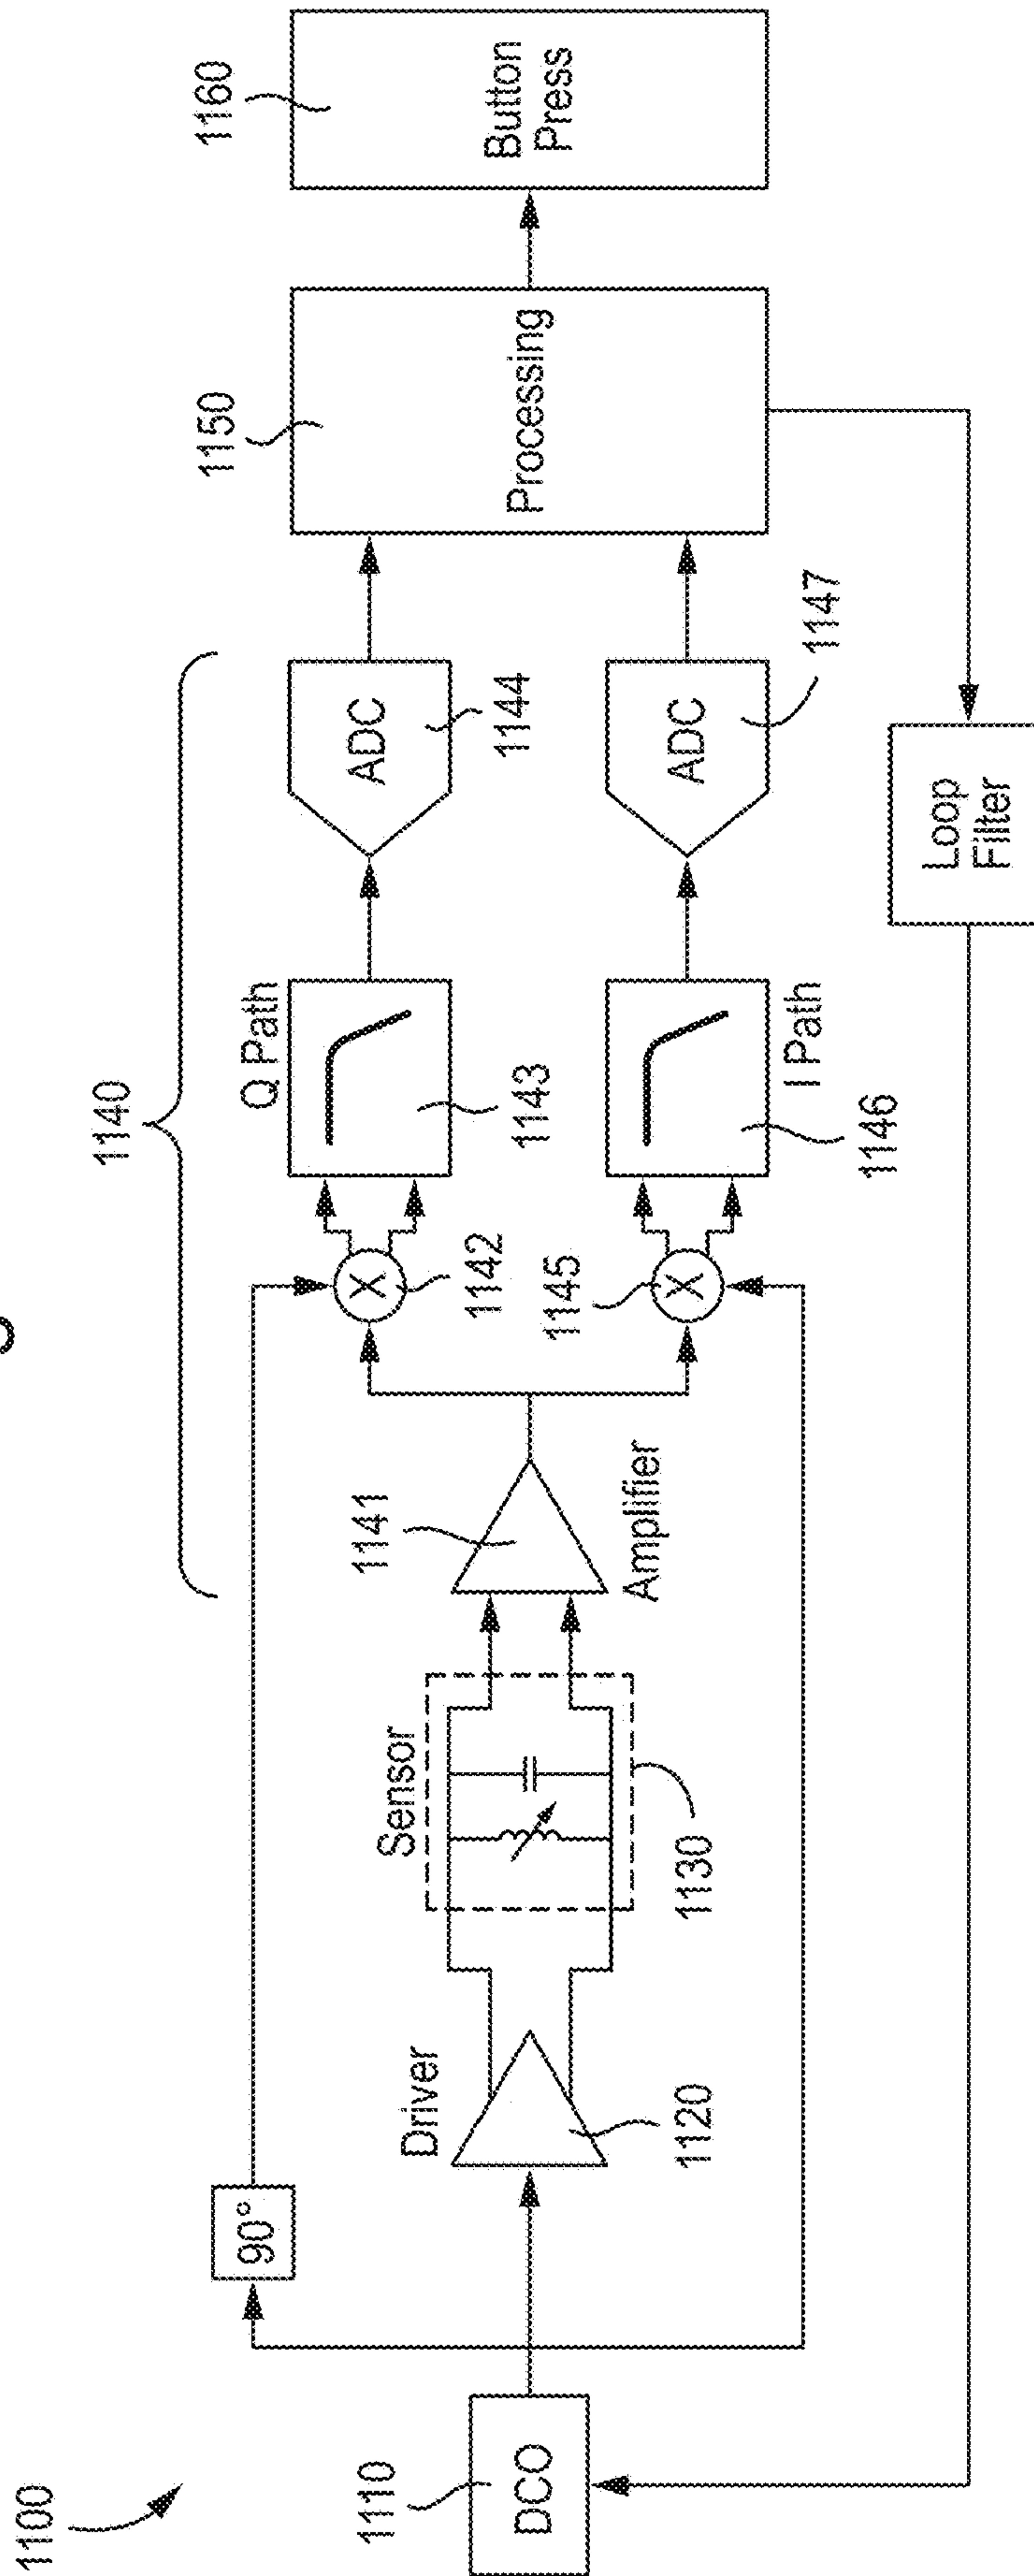 1100
1140
1110
DCO
90°
Driver
1120
Sensor
1130
1141
Amplifier
X
1142
1145
X
Q Path
1143
I Path
1146
ADC
1144
ADC
1147
1150
Processing
1160
Button
Press
Loop
Filter